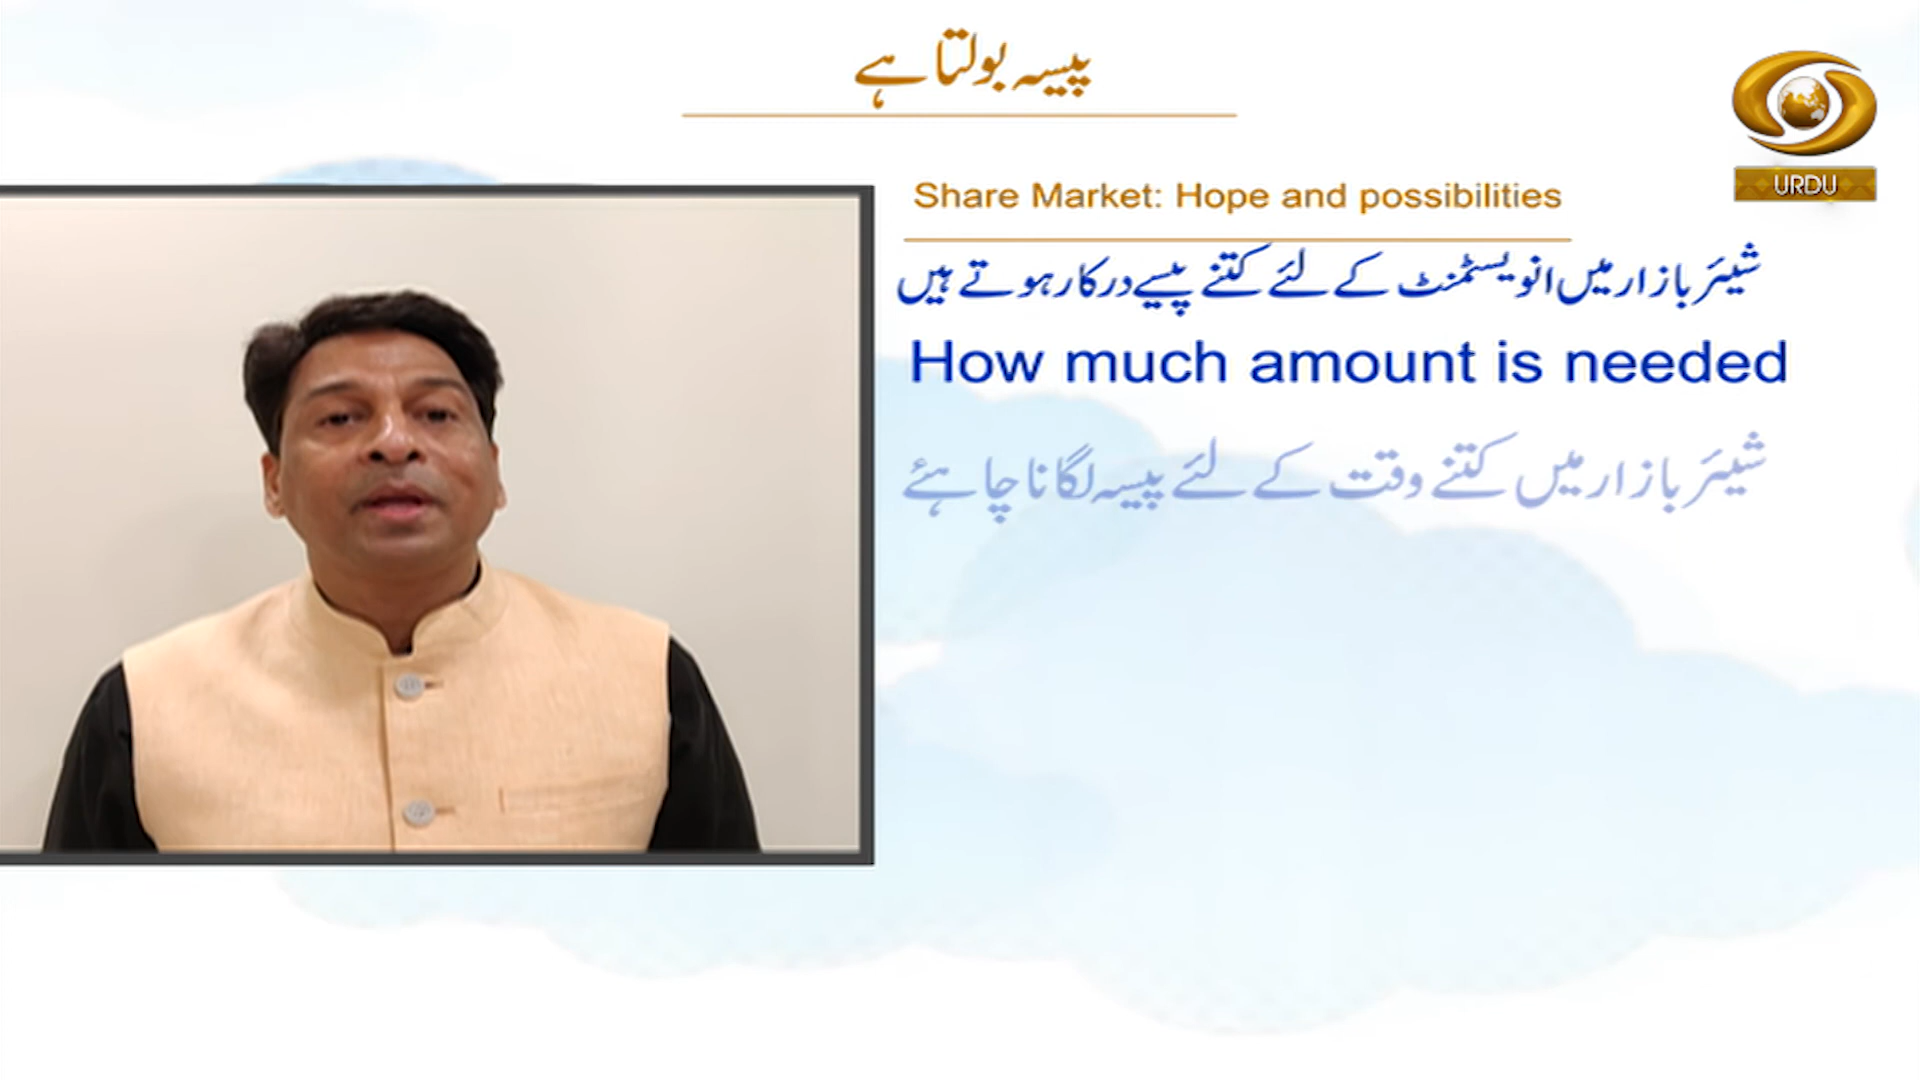 پیسہ بولتا ہے
URDU
Share Market: Hope and possibilities
شیئر بازار میں انویسٹمنٹ کے لئے کتنے پیسے درکار ہوتے ہیں
How much amount is needed
شیئر بازار میں کتنے وقت کے لئے پیسہ لگانا چاہئے